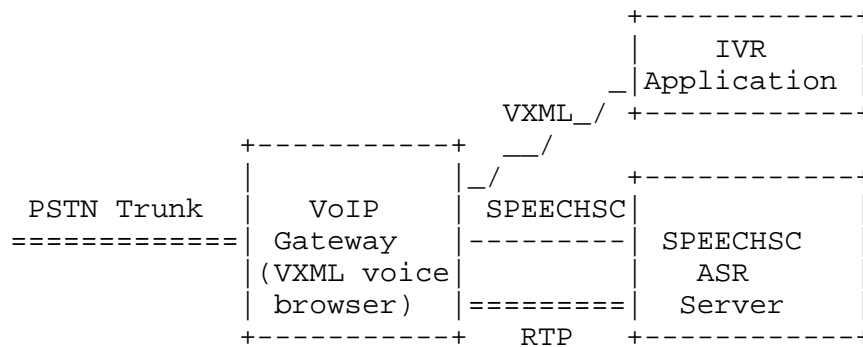 IVR
Application
VXML
PSTN Trunk VoIP SPEECHSC
Gateway SPEECHSC
(VXML voice ASR
browser) Server
RTP